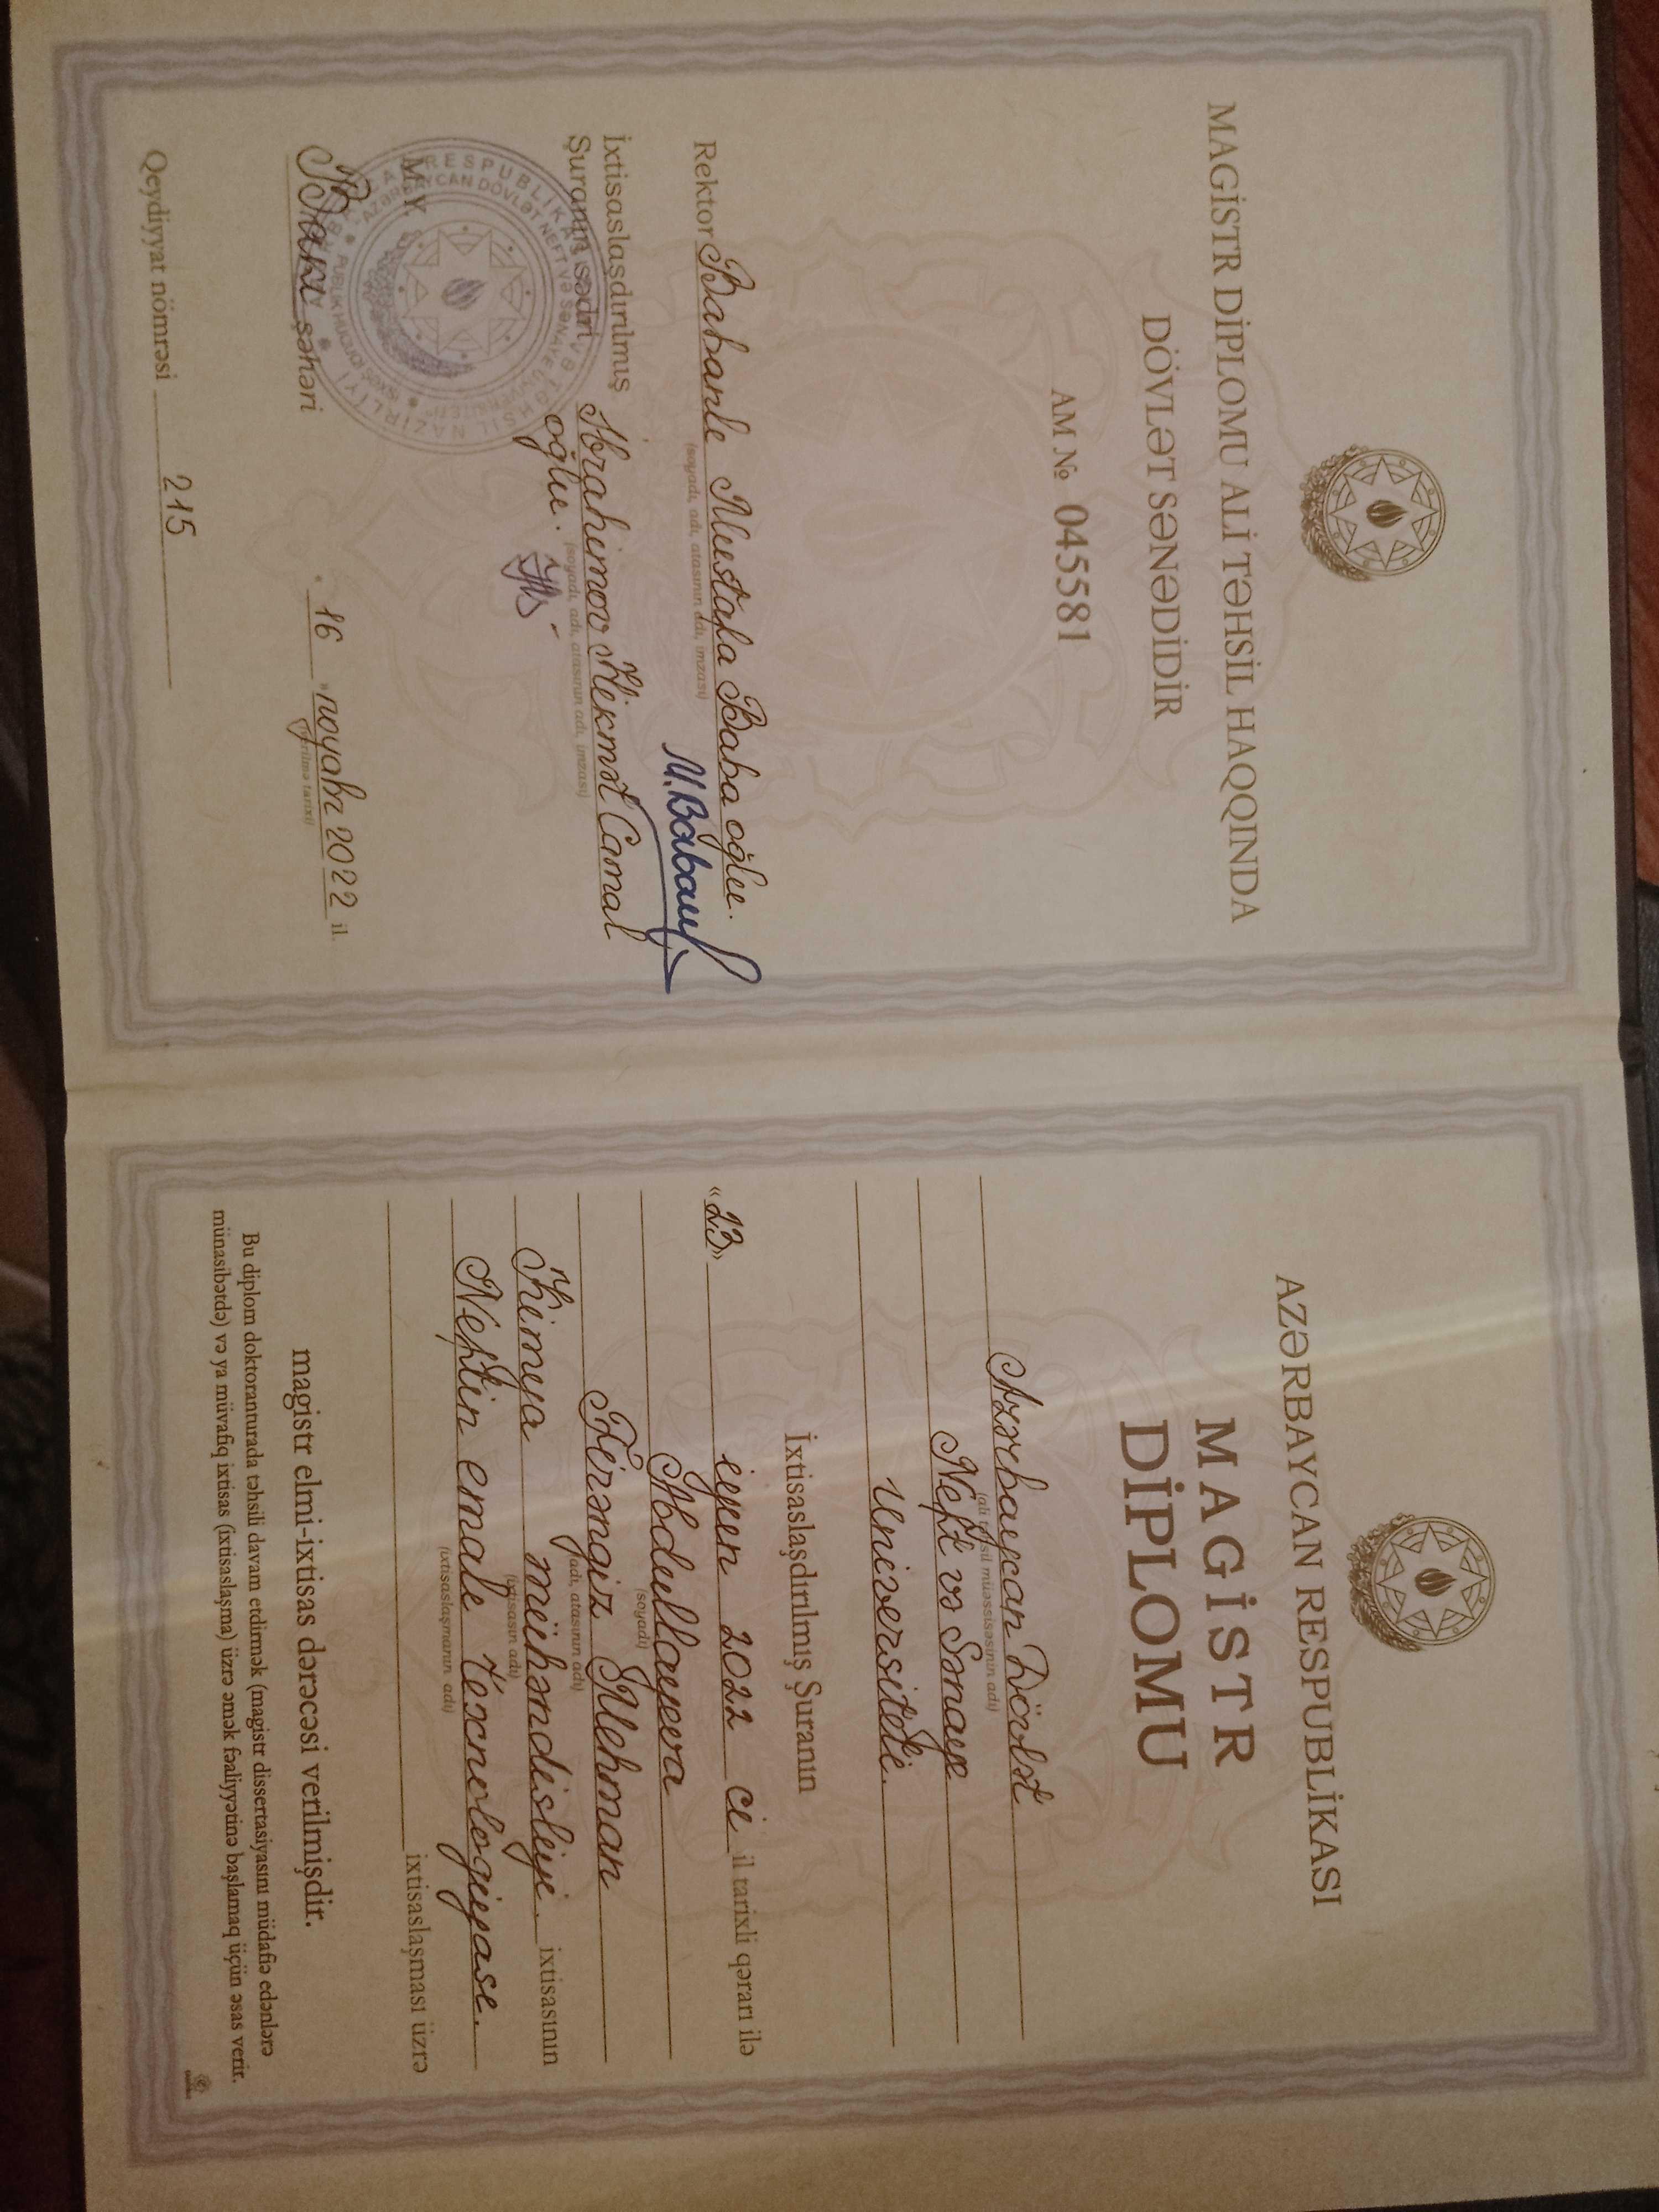 MAGİSTR DİPLOMU ALİ TƏHSİL HAQQINDA
DÖVLƏT SƏNƏDİDİR
AM № 045581
Rektor Babanlı Mustafa Baba oğlu.
(soyadı, adı, atasının adı, imzası)
M.Babanlı
İxtisaslaşdırılmış
Şuranın sədri İbrahimov Hikmət Camal
(soyadı, adı, atasının adı, imzası)
oğlu.
M.Y.
Bakı şəhəri
" 16 " noyabr 2022 il.
(verilmə tarixi)
Qeydiyyat nömrəsi 215
AZƏRBAYCAN RESPUBLİKASI
MAGİSTR
DİPLOMU
Azərbaycan Dövlət
(ali təhsil müəssisəsinin adı)
Neft və Sənaye
Universiteti.
İxtisaslaşdırılmış Şuranın
«23» iyun 2022 ci il tarixli qərarı ilə
Abdullayeva
(soyadı)
Firəngiz Mehman
(adı, atasının adı)
Kimya mühəndisliyi ixtisasının
(ixtisasın adı)
Neftin emalı texnologiyası.
(ixtisaslaşmanın adı)
ixtisaslaşması üzrə
magistr elmi-ixtisas dərəcəsi verilmişdir.
Bu diplom doktoranturada təhsili davam etdirmək (magistr dissertasiyasını müdafiə edənlərə
münasibətdə) və ya müvafiq ixtisas (ixtisaslaşma) üzrə əmək fəaliyyətinə başlamaq üçün əsas verir.